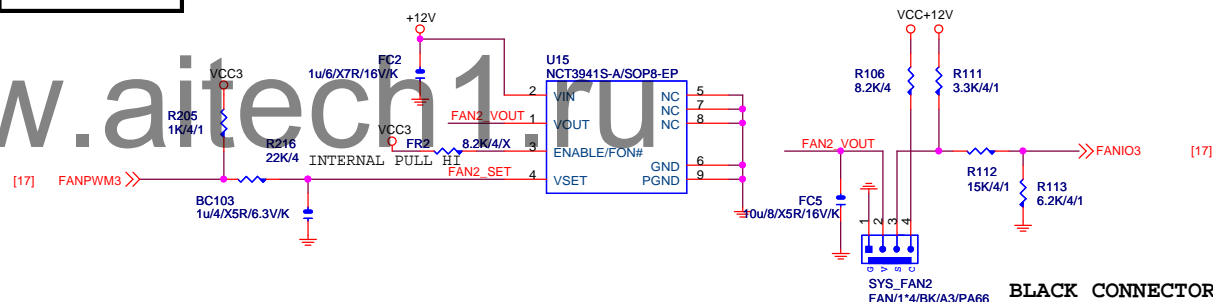 +12V
VCC+12V
U15
NCT3941S-A/SOP8-EP
FC2
1u/6/X7R/16V/K
VCC3
R205
1K/4/1
R216
22K/4
VCC3
FR2
8.2K/4/X
INTERNAL PULL HI
FAN2_VOUT
FAN2_SET
2 VIN
1 VOUT
3 ENABLE/FON#
4 VSET
NC 5
NC 7
NC 8
GND 6
PGND 9
[17] FANPWM3
BC103
1u/4/X5R/6.3V/K
R106
8.2K/4
R111
3.3K/4/1
FAN2_VOUT
FC5
10u/8/X5R/16V/K
R112
15K/4/1
R113
6.2K/4/1
FANIO3 [17]
1 2 3 4
G V S C
SYS_FAN2
FAN/1*4/BK/A3/PA66
BLACK CONNECTOR
w.aitech1.ru